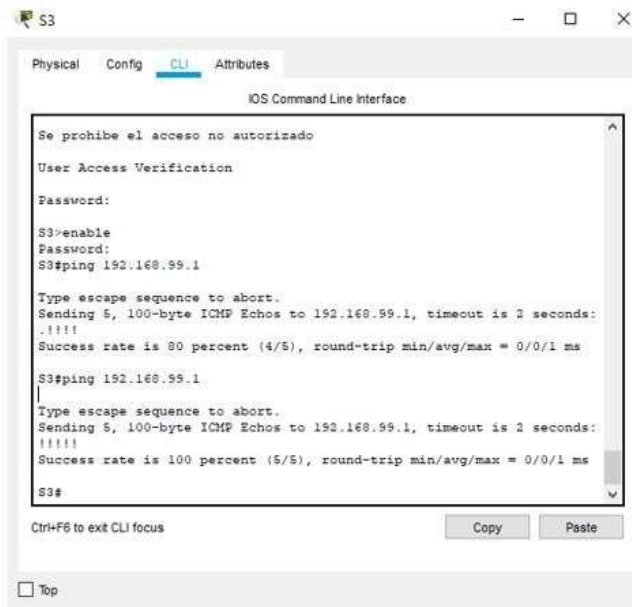 S3
Physical Config CLI Attributes
IOS Command Line Interface
Se prohibe el acceso no autorizado
User Access Verification
Password:
S3>enable
Password:
S3#ping 192.168.99.1
Type escape sequence to abort.
Sending 5, 100-byte ICMP Echos to 192.168.99.1, timeout is 2 seconds:
.!!!!
Success rate is 80 percent (4/5), round-trip min/avg/max = 0/0/1 ms
S3#ping 192.168.99.1
Type escape sequence to abort.
Sending 5, 100-byte ICMP Echos to 192.168.99.1, timeout is 2 seconds:
!!!!!
Success rate is 100 percent (5/5), round-trip min/avg/max = 0/0/1 ms
S3#
Ctrl+F6 to exit CLI focus
Copy Paste
Top